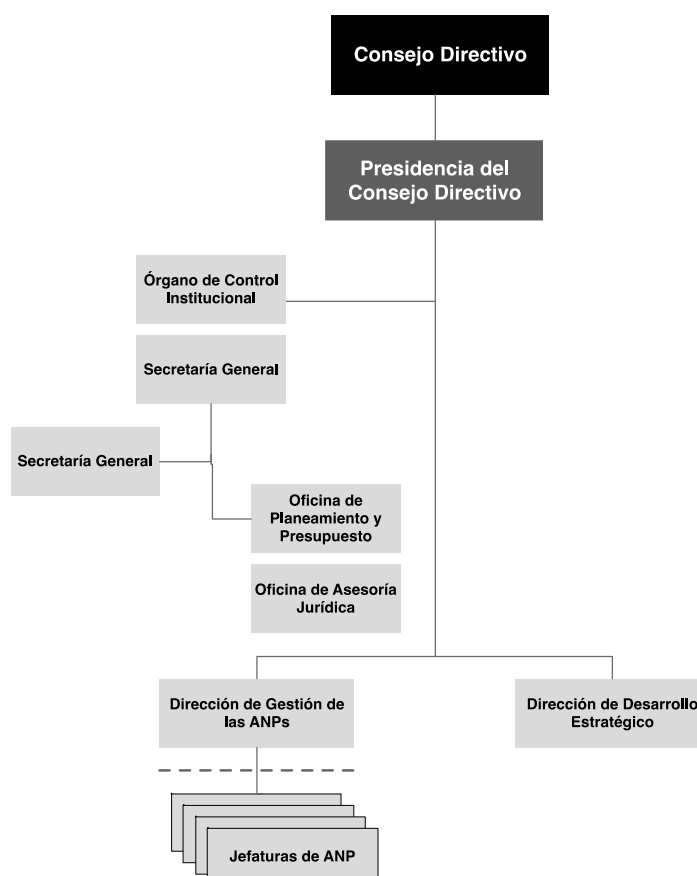 Consejo Directivo
Presidencia del
Consejo Directivo
Órgano de Control
Institucional
Secretaría General
Secretaría General
Oficina de
Planeamiento y
Presupuesto
Oficina de Asesoría
Jurídica
Dirección de Gestión de
las ANPs
Dirección de Desarrollo
Estratégico
Jefaturas de ANP